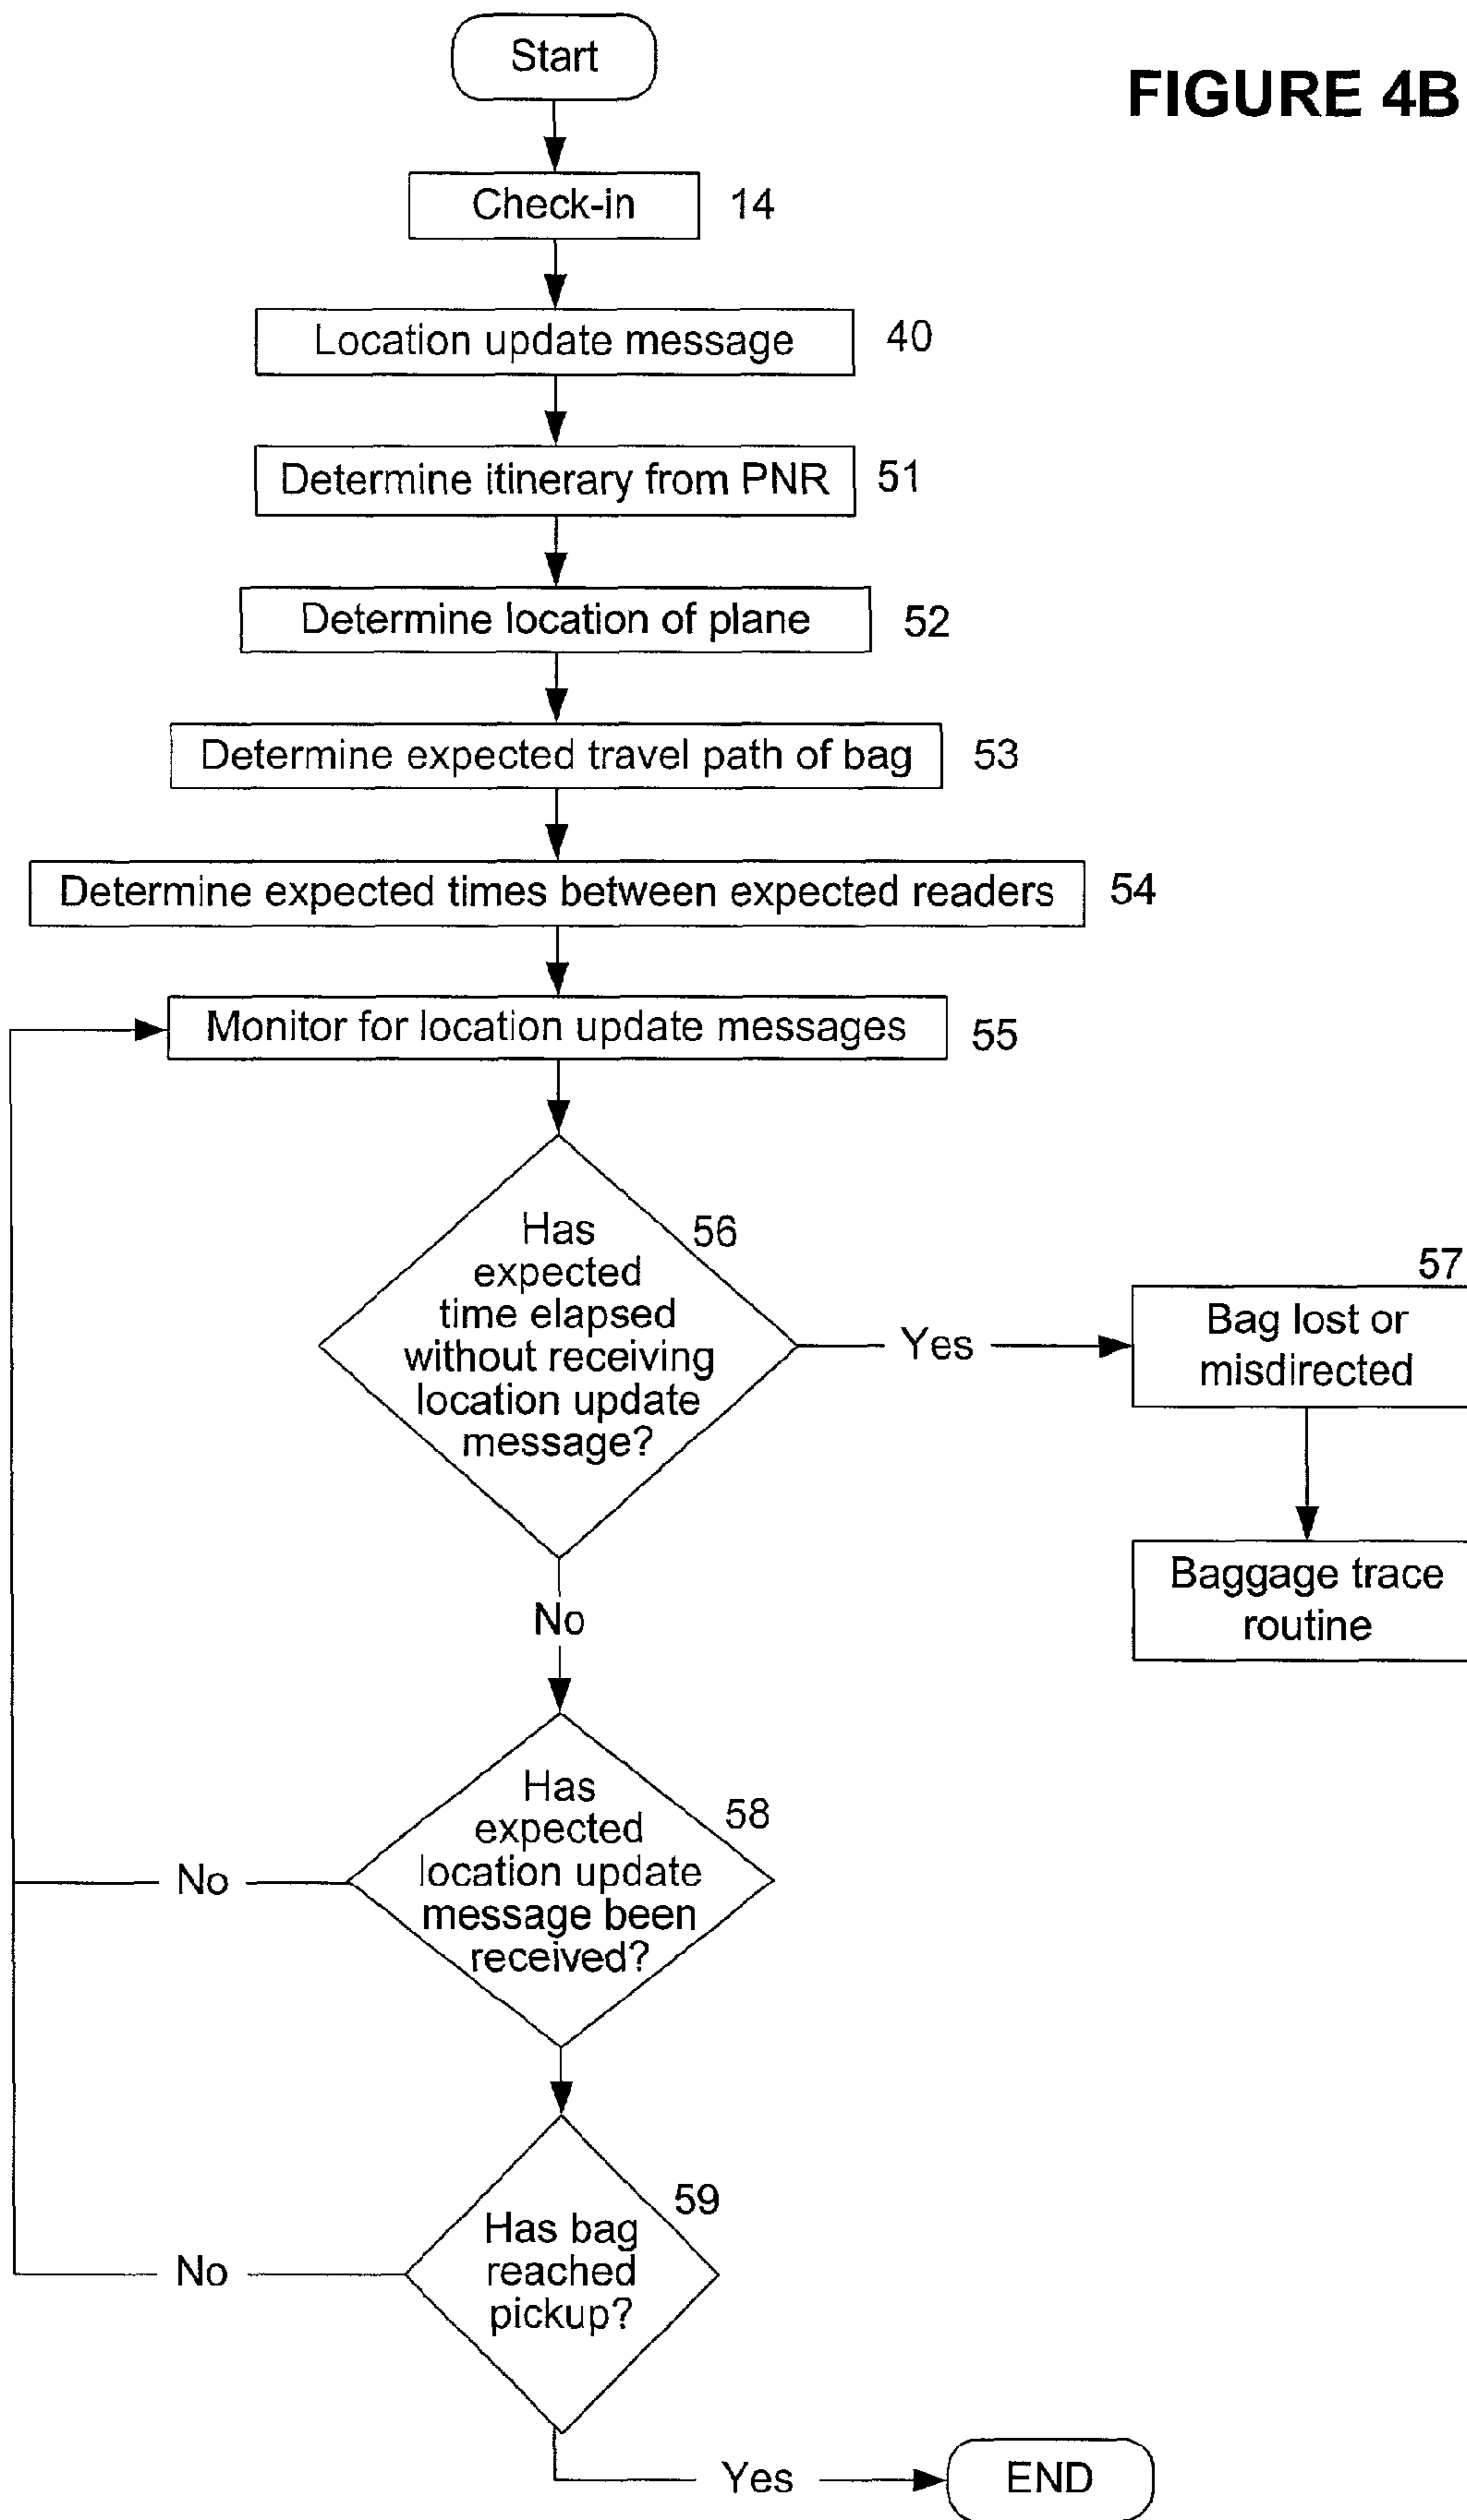 FIGURE 4B
Start
Check-in 14
Location update message 40
Determine itinerary from PNR 51
Determine location of plane 52
Determine expected travel path of bag 53
Determine expected times between expected readers 54
Monitor for location update messages 55
Has
expected
time elapsed
without receiving
location update
message?
56
Yes
57
Bag lost or
misdirected
Baggage trace
routine
No
Has
expected
location update
message been
received?
58
No
Has bag
reached
pickup?
59
No
Yes
END